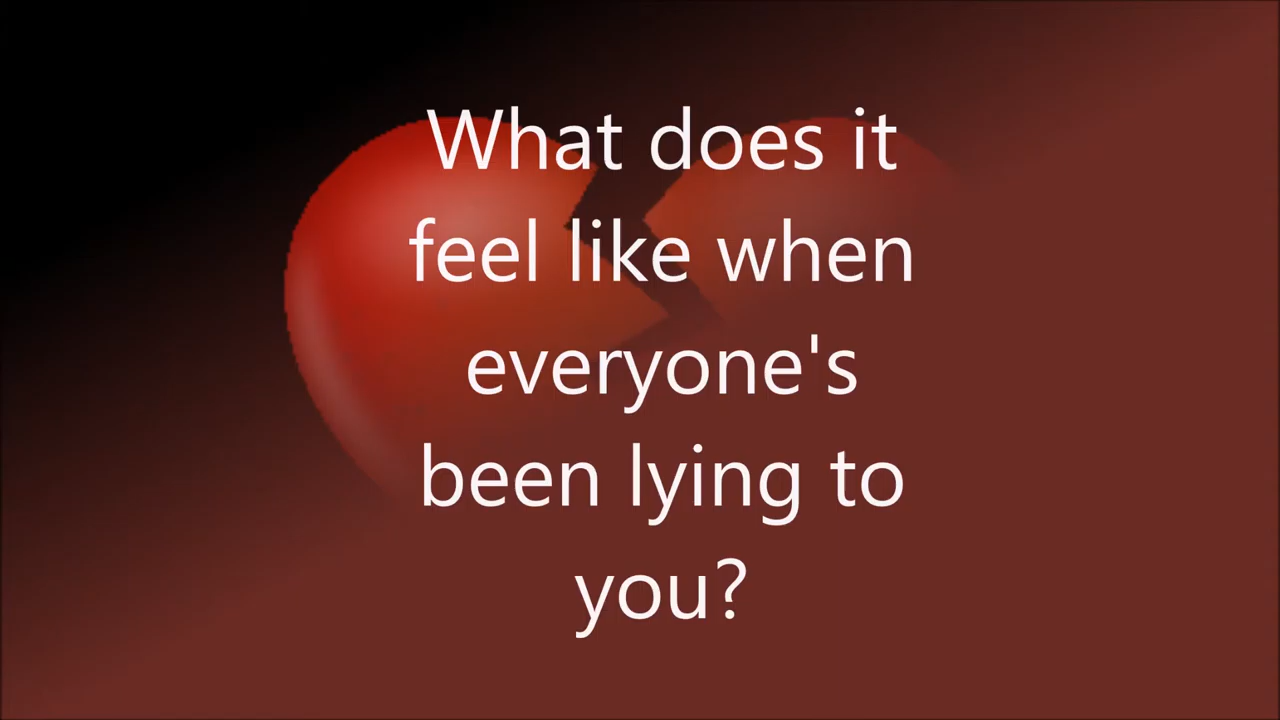 What does it
feel like when
everyone's
been lying to
you?